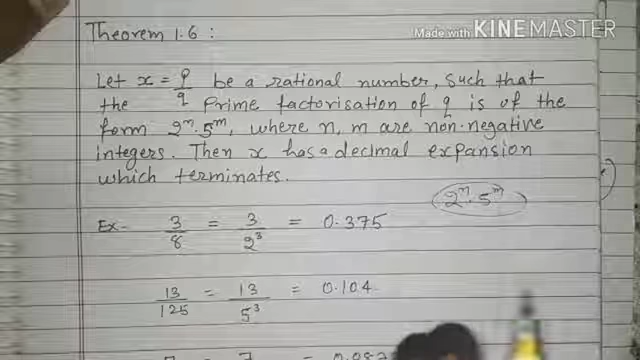 Made with KINEMASTER
Theorem 1.6 :
Let x = p/q be a rational number, such that
the Prime factorisation of q is of the
form 2ⁿ·5ᵐ, where n, m are non-negative
integers. Then x has a decimal expansion
which terminates.
2ⁿ·5ᵐ
Ex- 3/8 = 3/2³ = 0.375
13/125 = 13/5³ = 0.104